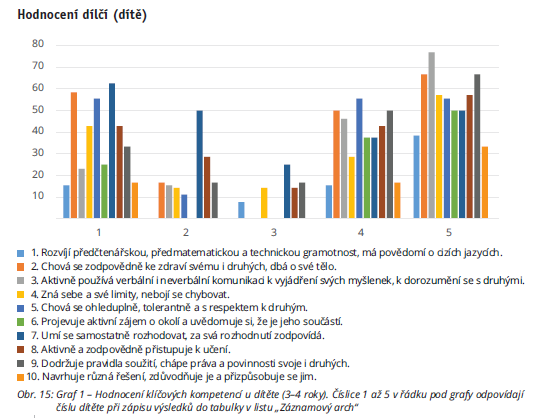 Hodnocení dílčí (dítě)
80
70
60
50
40
30
20
10
1 2 3 4 5
1. Rozvíjí předčtenářskou, předmatematickou a technickou gramotnost, má povědomí o cizích jazycích.
2. Chová se zodpovědně ke zdraví svému i druhých, dbá o své tělo.
3. Aktivně používá verbální i neverbální komunikaci k vyjádření svých myšlenek, k dorozumění se s druhými.
4. Zná sebe a své limity, nebojí se chybovat.
5. Chová se ohleduplně, tolerantně a s respektem k druhým.
6. Projevuje aktivní zájem o okolí a uvědomuje si, že je jeho součástí.
7. Umí se samostatně rozhodovat, za svá rozhodnutí zodpovídá.
8. Aktivně a zodpovědně přistupuje k učení.
9. Dodržuje pravidla soužití, chápe práva a povinnosti svoje i druhých.
10. Navrhuje různá řešení, zdůvodňuje je a přizpůsobuje se jim.
Obr. 15: Graf 1 – Hodnocení klíčových kompetencí u dítěte (3–4 roky). Číslice 1 až 5 v řádku pod grafy odpovídají
číslu dítěte při zápisu výsledků do tabulky v listu „Záznamový arch"